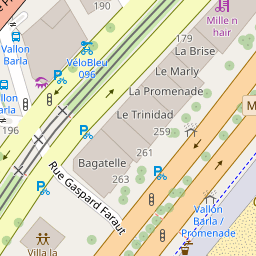 179
Mille n
hair
La Brise
Vallon
Barla
VéloBleu
096
Le Marly
La Promenade
Le Trinidad
196
259
M
190
261
Bagatelle
263
Rue Gaspard Faraut
Vallon
Barla /
Promenade
Villa la